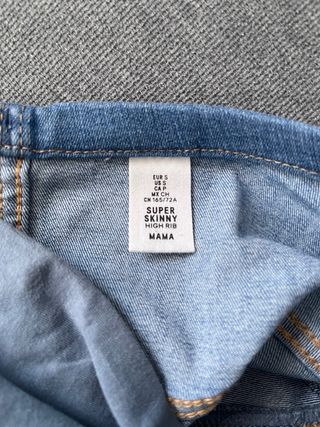 EUR S
US S
CA P
MX CH
CN 165/72A
SUPER
SKINNY
HIGH RIB
MAMA